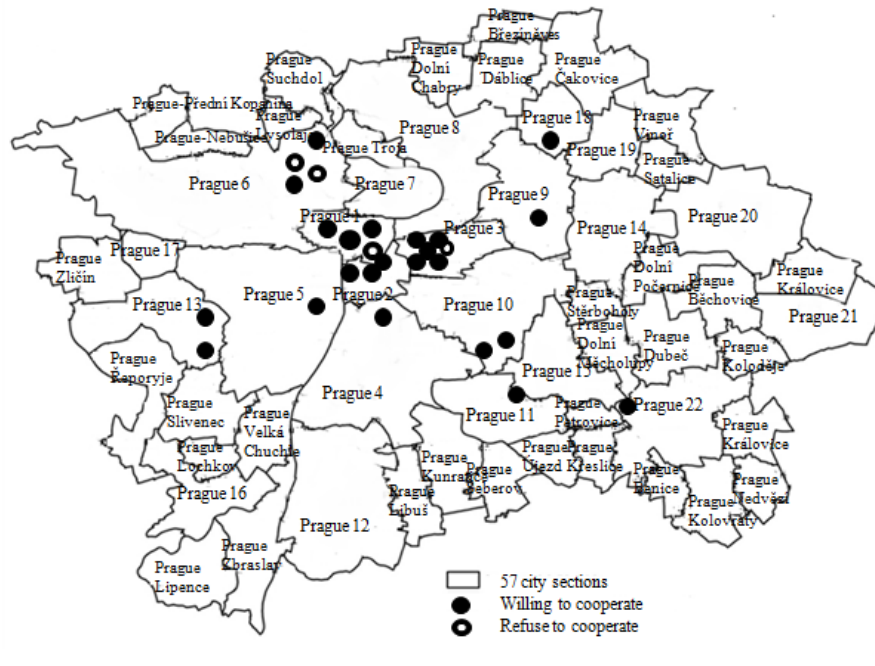 Prague
Březiněves
Prague
Dolní
Chabry
Prague
Ďáblice
Prague
Čakovice
Prague
Suchdol
Prague-Přední Kopanina
Prague
Lysolaje
Prague-Nebušice
Prague Troja
Prague 8
Prague 18
Prague 19
Prague
Vinoř
Prague
Satalice
Prague 6
Prague 7
Prague 9
Prague 20
Prague 1
Prague 3
Prague 14
Prague 17
Prague
Zličín
Prague
Dolní
Počernice
Prague
Běchovice
Prague
Královice
Prague 5
Prague 2
Prague 13
Prague 10
Prague
Štěrboholy
Prague 21
Prague
Dolní
Měcholupy
Prague
Dubeč
Prague
Koloděje
Prague
Řeporyje
Prague 15
Prague 4
Prague
Slivenec
Prague
Velká
Chuchle
Prague 11
Prague
Petrovice
Prague 22
Prague
Královice
Prague
Lochkov
Prague
Kunratice
Prague
Šeberov
Prague
Újezd
Prague
Kreslice
Prague
Benice
Prague
Nedvězí
Prague 16
Prague
Libuš
Prague
Kolovraty
Prague 12
Prague
Zbraslav
Prague
Lipence
57 city sections
Willing to cooperate
Refuse to cooperate